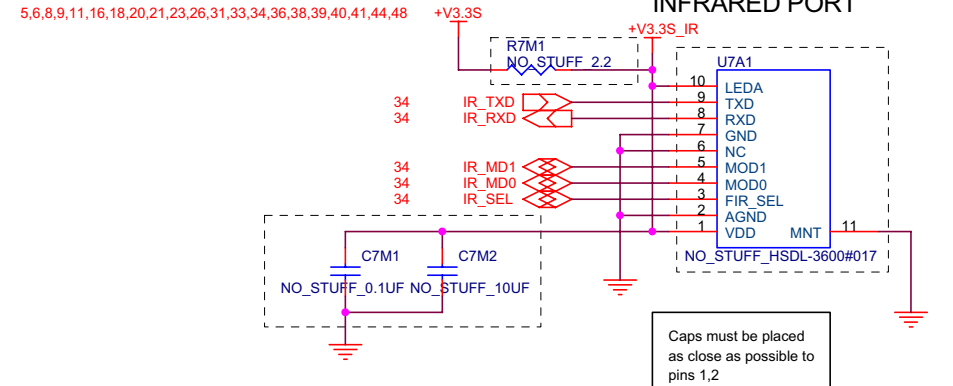 INFRARED PORT
5,6,8,9,11,16,18,20,21,23,26,31,33,34,36,38,39,40,41,44,48 +V3.3S
+V3.3S_IR
R7M1
NO_STUFF_2.2
U7A1
34 IR_TXD
34 IR_RXD
34 IR_MD1
34 IR_MD0
34 IR_SEL
10 LEDA
9 TXD
8 RXD
7 GND
6 NC
5 MOD1
4 MOD0
3 FIR_SEL
2 AGND
1 VDD MNT 11
NO_STUFF_HSDL-3600#017
C7M1 C7M2
NO_STUFF_0.1UF NO_STUFF_10UF
Caps must be placed
as close as possible to
pins 1,2